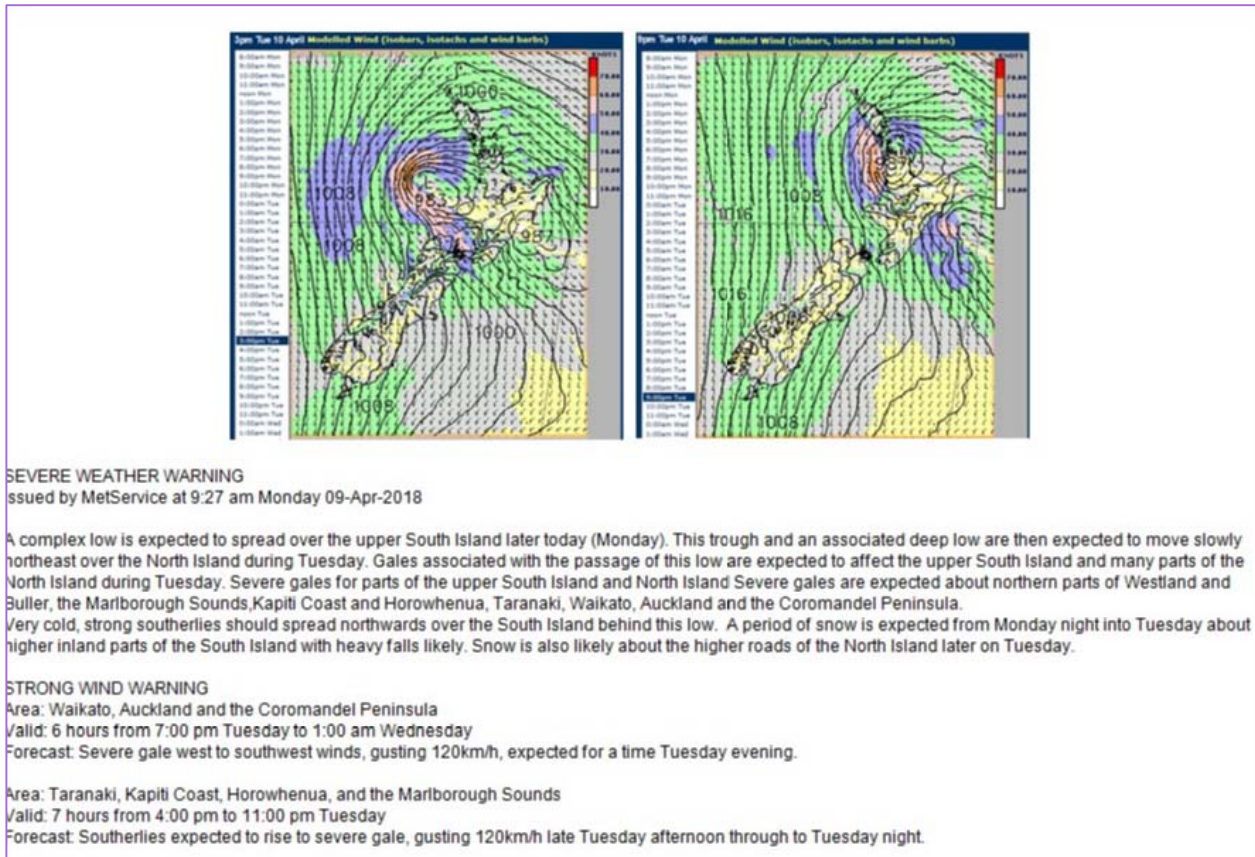 3pm Tue 10 April Modelled Wind (isobars, isotachs and wind barbs)
9pm Tue 10 April Modelled Wind (isobars, isotachs and wind barbs)
KNOTS
1000
1008
983
1008
987
1000
1008
3:00pm Tue
KNOTS
1008
1016
1016
1008
9:00pm Tue
SEVERE WEATHER WARNING
Issued by MetService at 9:27 am Monday 09-Apr-2018
A complex low is expected to spread over the upper South Island later today (Monday). This trough and an associated deep low are then expected to move slowly
northeast over the North Island during Tuesday. Gales associated with the passage of this low are expected to affect the upper South Island and many parts of the
North Island during Tuesday. Severe gales for parts of the upper South Island and North Island Severe gales are expected about northern parts of Westland and
Buller, the Marlborough Sounds,Kapiti Coast and Horowhenua, Taranaki, Waikato, Auckland and the Coromandel Peninsula.
Very cold, strong southerlies should spread northwards over the South Island behind this low.  A period of snow is expected from Monday night into Tuesday about
higher inland parts of the South Island with heavy falls likely. Snow is also likely about the higher roads of the North Island later on Tuesday.
STRONG WIND WARNING
Area: Waikato, Auckland and the Coromandel Peninsula
Valid: 6 hours from 7:00 pm Tuesday to 1:00 am Wednesday
Forecast: Severe gale west to southwest winds, gusting 120km/h, expected for a time Tuesday evening.
Area: Taranaki, Kapiti Coast, Horowhenua, and the Marlborough Sounds
Valid: 7 hours from 4:00 pm to 11:00 pm Tuesday
Forecast: Southerlies expected to rise to severe gale, gusting 120km/h late Tuesday afternoon through to Tuesday night.